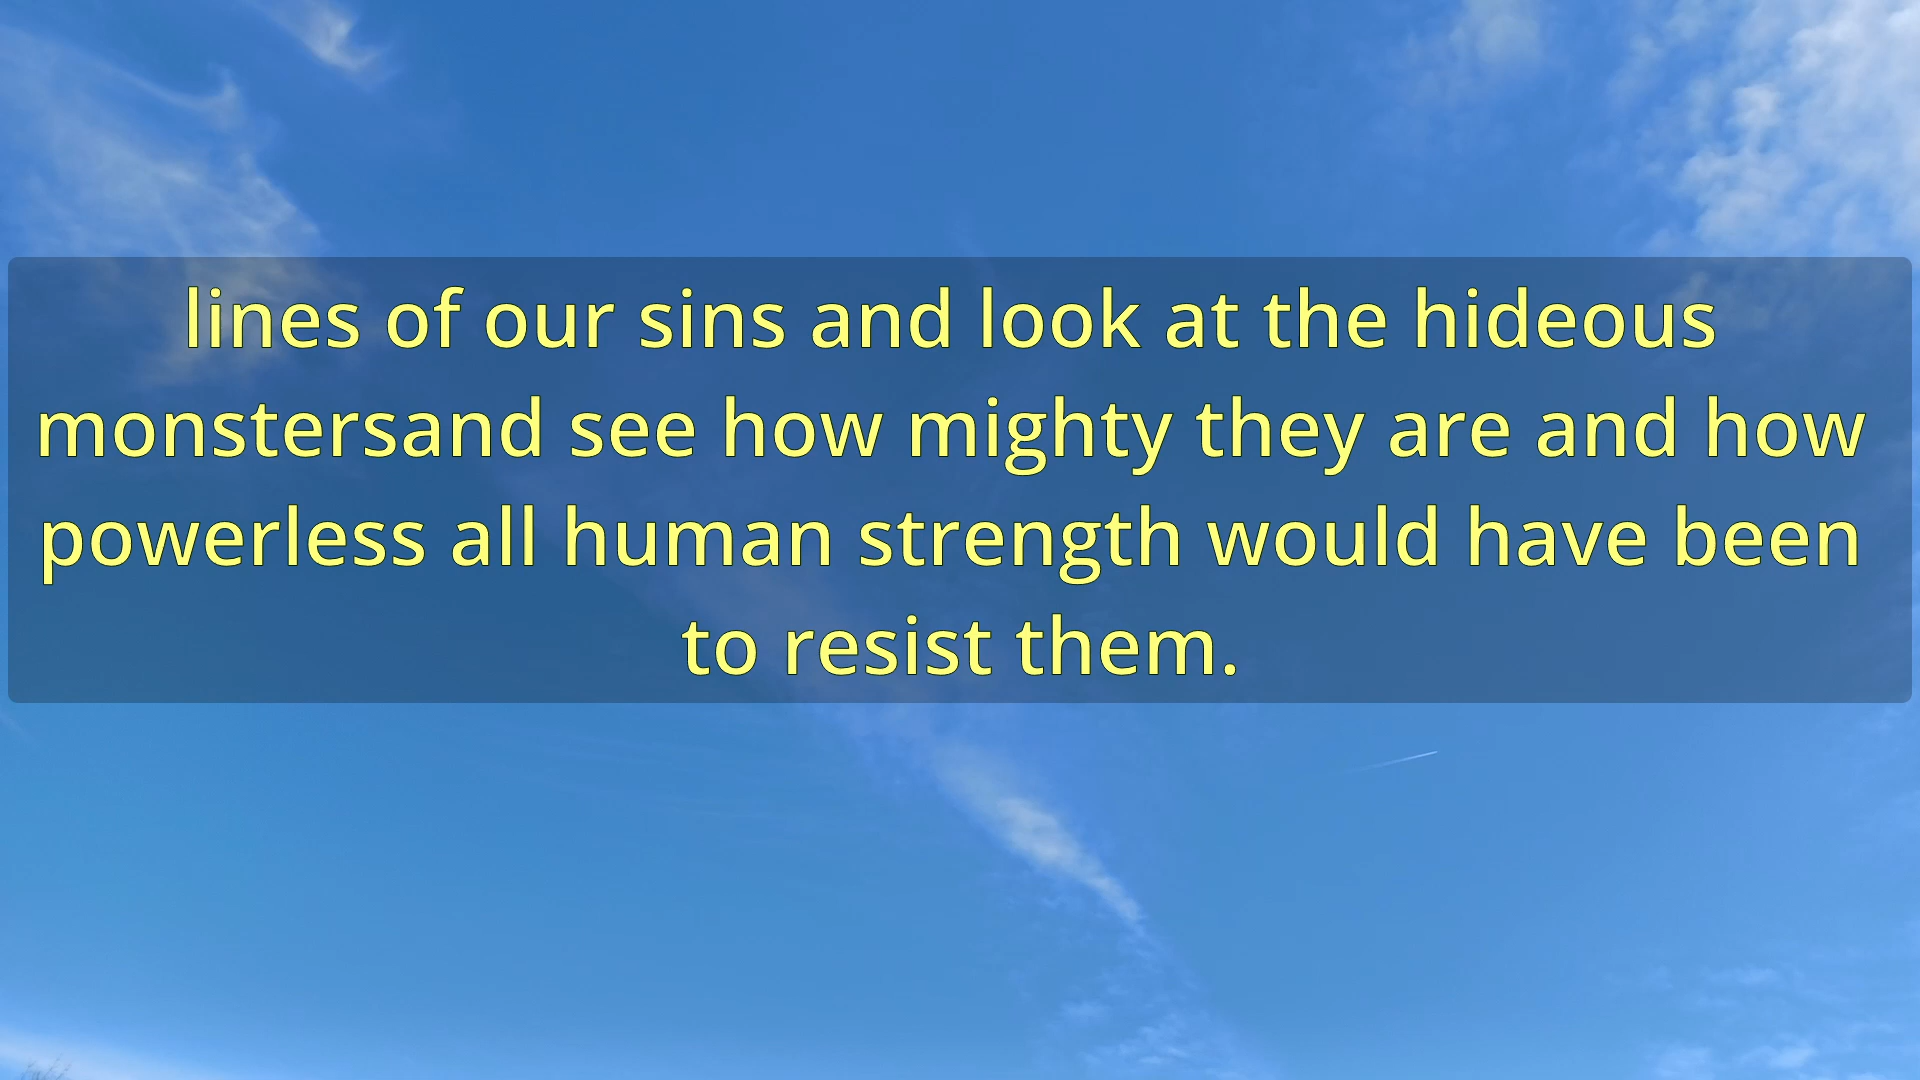 lines of our sins and look at the hideous
monstersand see how mighty they are and how
powerless all human strength would have been
to resist them.